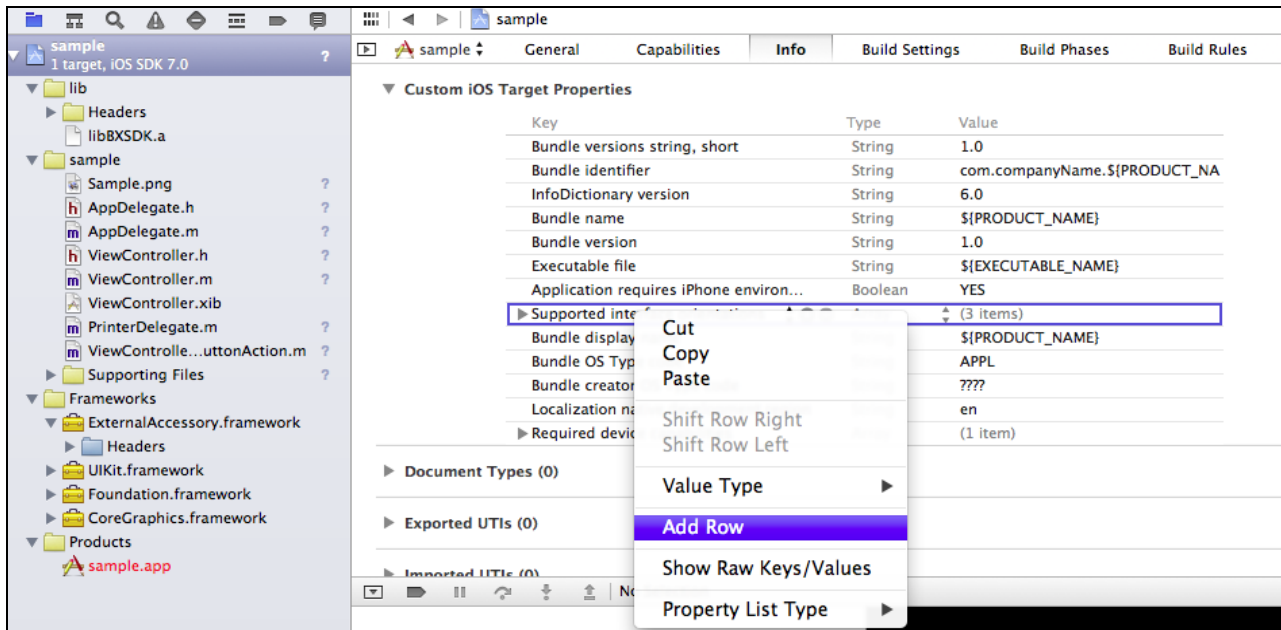 sample
sample
1 target, iOS SDK 7.0
?
lib
Headers
libBXSDK.a
sample
Sample.png ?
AppDelegate.h ?
AppDelegate.m ?
ViewController.h ?
ViewController.m ?
ViewController.xib
PrinterDelegate.m ?
ViewControlle...uttonAction.m ?
Supporting Files ?
Frameworks
ExternalAccessory.framework
Headers
UIKit.framework
Foundation.framework
CoreGraphics.framework
Products
sample.app
sample General Capabilities Info Build Settings Build Phases Build Rules
Custom iOS Target Properties
Key Type Value
Bundle versions string, short String 1.0
Bundle identifier String com.companyName.${PRODUCT_NA
InfoDictionary version String 6.0
Bundle name String ${PRODUCT_NAME}
Bundle version String 1.0
Executable file String ${EXECUTABLE_NAME}
Application requires iPhone environ... Boolean YES
Supported (3 items)
Bundle display ${PRODUCT_NAME}
Bundle OS Typ APPL
Bundle creator ????
Localization na en
Required devic (1 item)
Document Types (0)
Exported UTIs (0)
Imported UTIs (0)
Cut
Copy
Paste
Shift Row Right
Shift Row Left
Value Type
Add Row
Show Raw Keys/Values
Property List Type